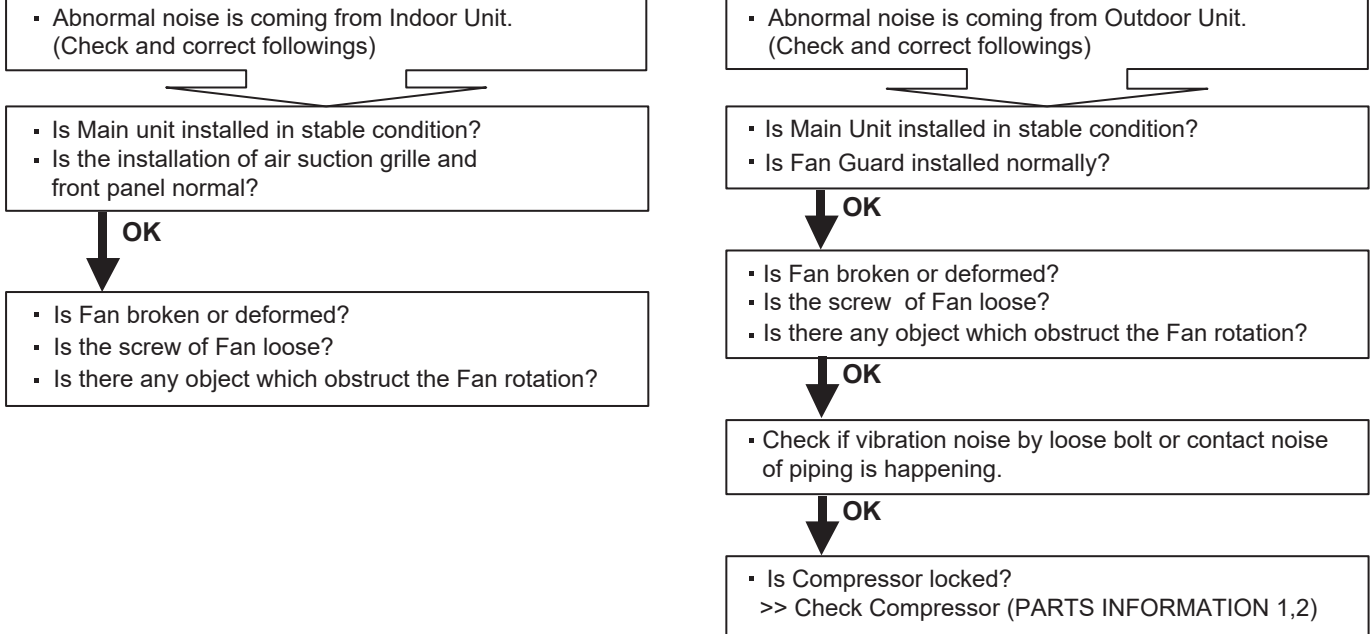 ▪ Abnormal noise is coming from Indoor Unit.
(Check and correct followings)
▪ Is Main unit installed in stable condition?
▪ Is the installation of air suction grille and
front panel normal?
OK
▪ Is Fan broken or deformed?
▪ Is the screw of Fan loose?
▪ Is there any object which obstruct the Fan rotation?
▪ Abnormal noise is coming from Outdoor Unit.
(Check and correct followings)
▪ Is Main Unit installed in stable condition?
▪ Is Fan Guard installed normally?
OK
▪ Is Fan broken or deformed?
▪ Is the screw of Fan loose?
▪ Is there any object which obstruct the Fan rotation?
OK
▪ Check if vibration noise by loose bolt or contact noise
of piping is happening.
OK
▪ Is Compressor locked?
>> Check Compressor (PARTS INFORMATION 1,2)